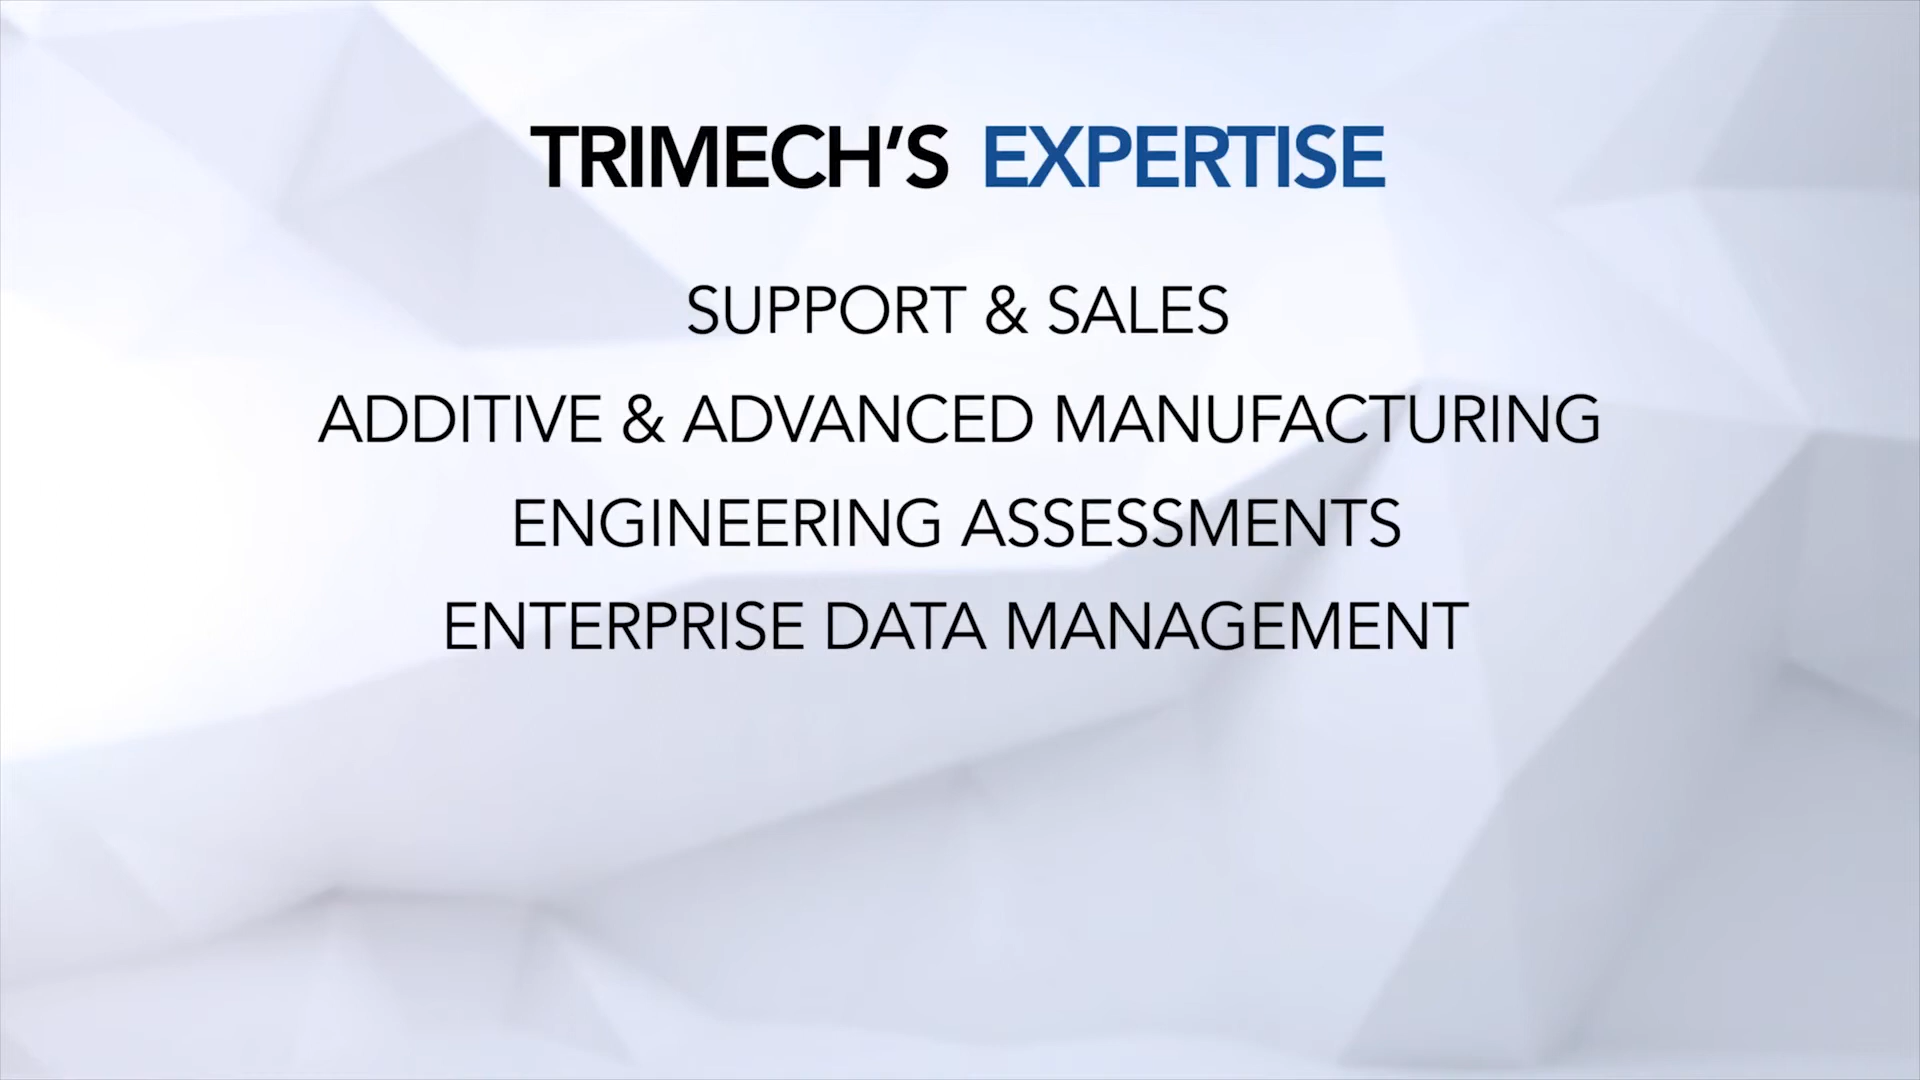 TRIMECH’S EXPERTISE
SUPPORT & SALES
ADDITIVE & ADVANCED MANUFACTURING
ENGINEERING ASSESSMENTS
ENTERPRISE DATA MANAGEMENT